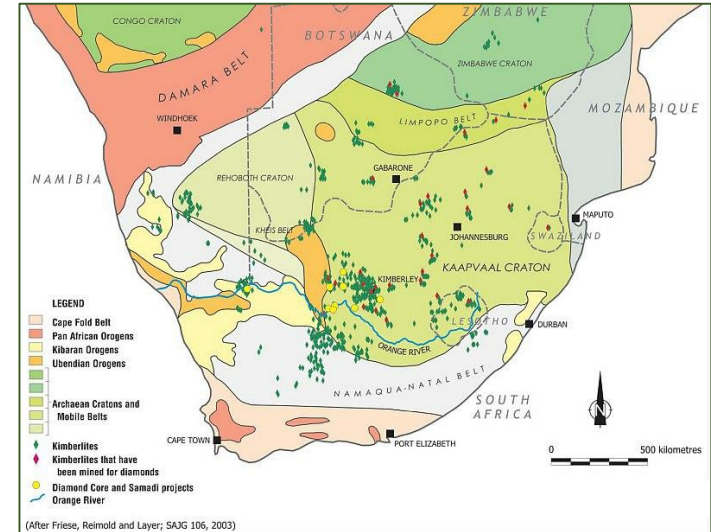 CONGO CRATON
BOTSWANA
ZIMBABWE
DAMARA BELT
ZIMBABWE CRATON
WINDHOEK
LIMPOPO BELT
MOZAMBIQUE
NAMIBIA
REHOBOTH CRATON
GABARONE
KHEIS BELT
JOHANNESBURG
MAPUTO
SWAZILAND
KIMBERLEY
KAAPVAAL CRATON
LESOTHO
DURBAN
ORANGE RIVER
NAMAQUA-NATAL BELT
SOUTH
AFRICA
CAPE TOWN
PORT ELIZABETH
LEGEND
Cape Fold Belt
Pan African Orogens
Kibaran Orogens
Ubendian Orogens
Archaean Cratons and
Mobile Belts
Kimberlites
Kimberlites that have
been mined for diamonds
Diamond Core and Samadi projects
Orange River
N
0 500 kilometres
(After Friese, Reimold and Layer; SAJG 106, 2003)